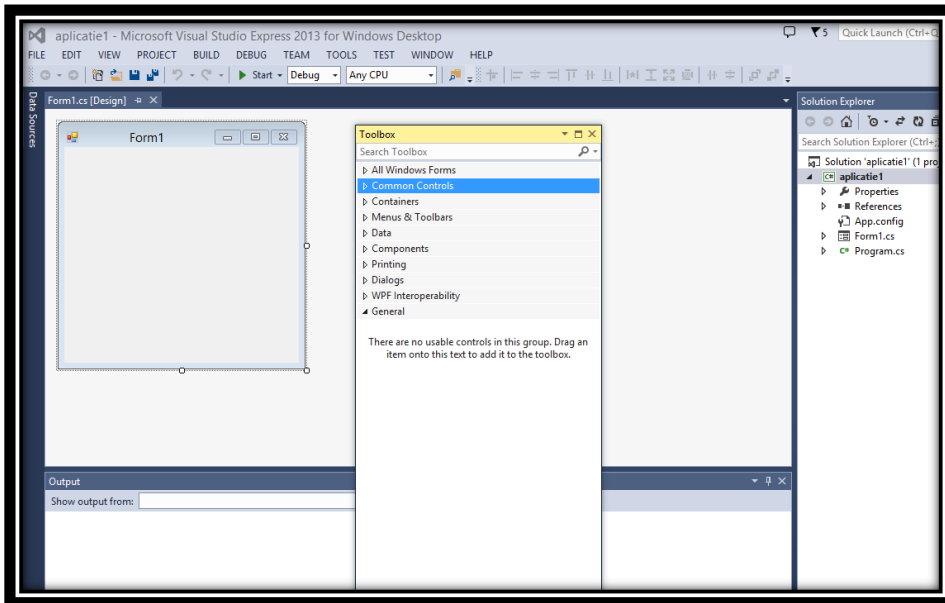 aplicatie1 - Microsoft Visual Studio Express 2013 for Windows Desktop
5
Quick Launch (Ctrl+Q
FILE EDIT VIEW PROJECT BUILD DEBUG TEAM TOOLS TEST WINDOW HELP
Start Debug Any CPU
Data Sources
Form1.cs [Design]
Form1
Toolbox
Search Toolbox
All Windows Forms
Common Controls
Containers
Menus & Toolbars
Data
Components
Printing
Dialogs
WPF Interoperability
General
There are no usable controls in this group. Drag an
item onto this text to add it to the toolbox.
Output
Show output from:
Solution Explorer
Search Solution Explorer (Ctrl+;
Solution 'aplicatie1' (1 pro
C# aplicatie1
Properties
References
App.config
Form1.cs
C# Program.cs